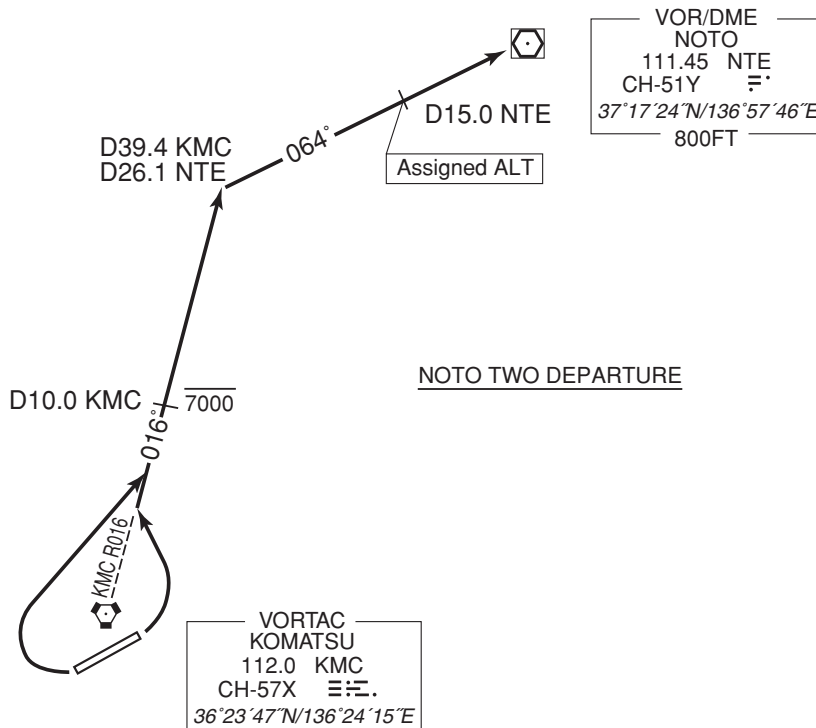 VOR/DME
NOTO
111.45 NTE
CH-51Y
37°17′24″N/136°57′46″E
800FT
D15.0 NTE
064°
D39.4 KMC
D26.1 NTE
Assigned ALT
NOTO TWO DEPARTURE
D10.0 KMC
7000
016°
KMC R016
VORTAC
KOMATSU
112.0 KMC
CH-57X
36°23′47″N/136°24′15″E